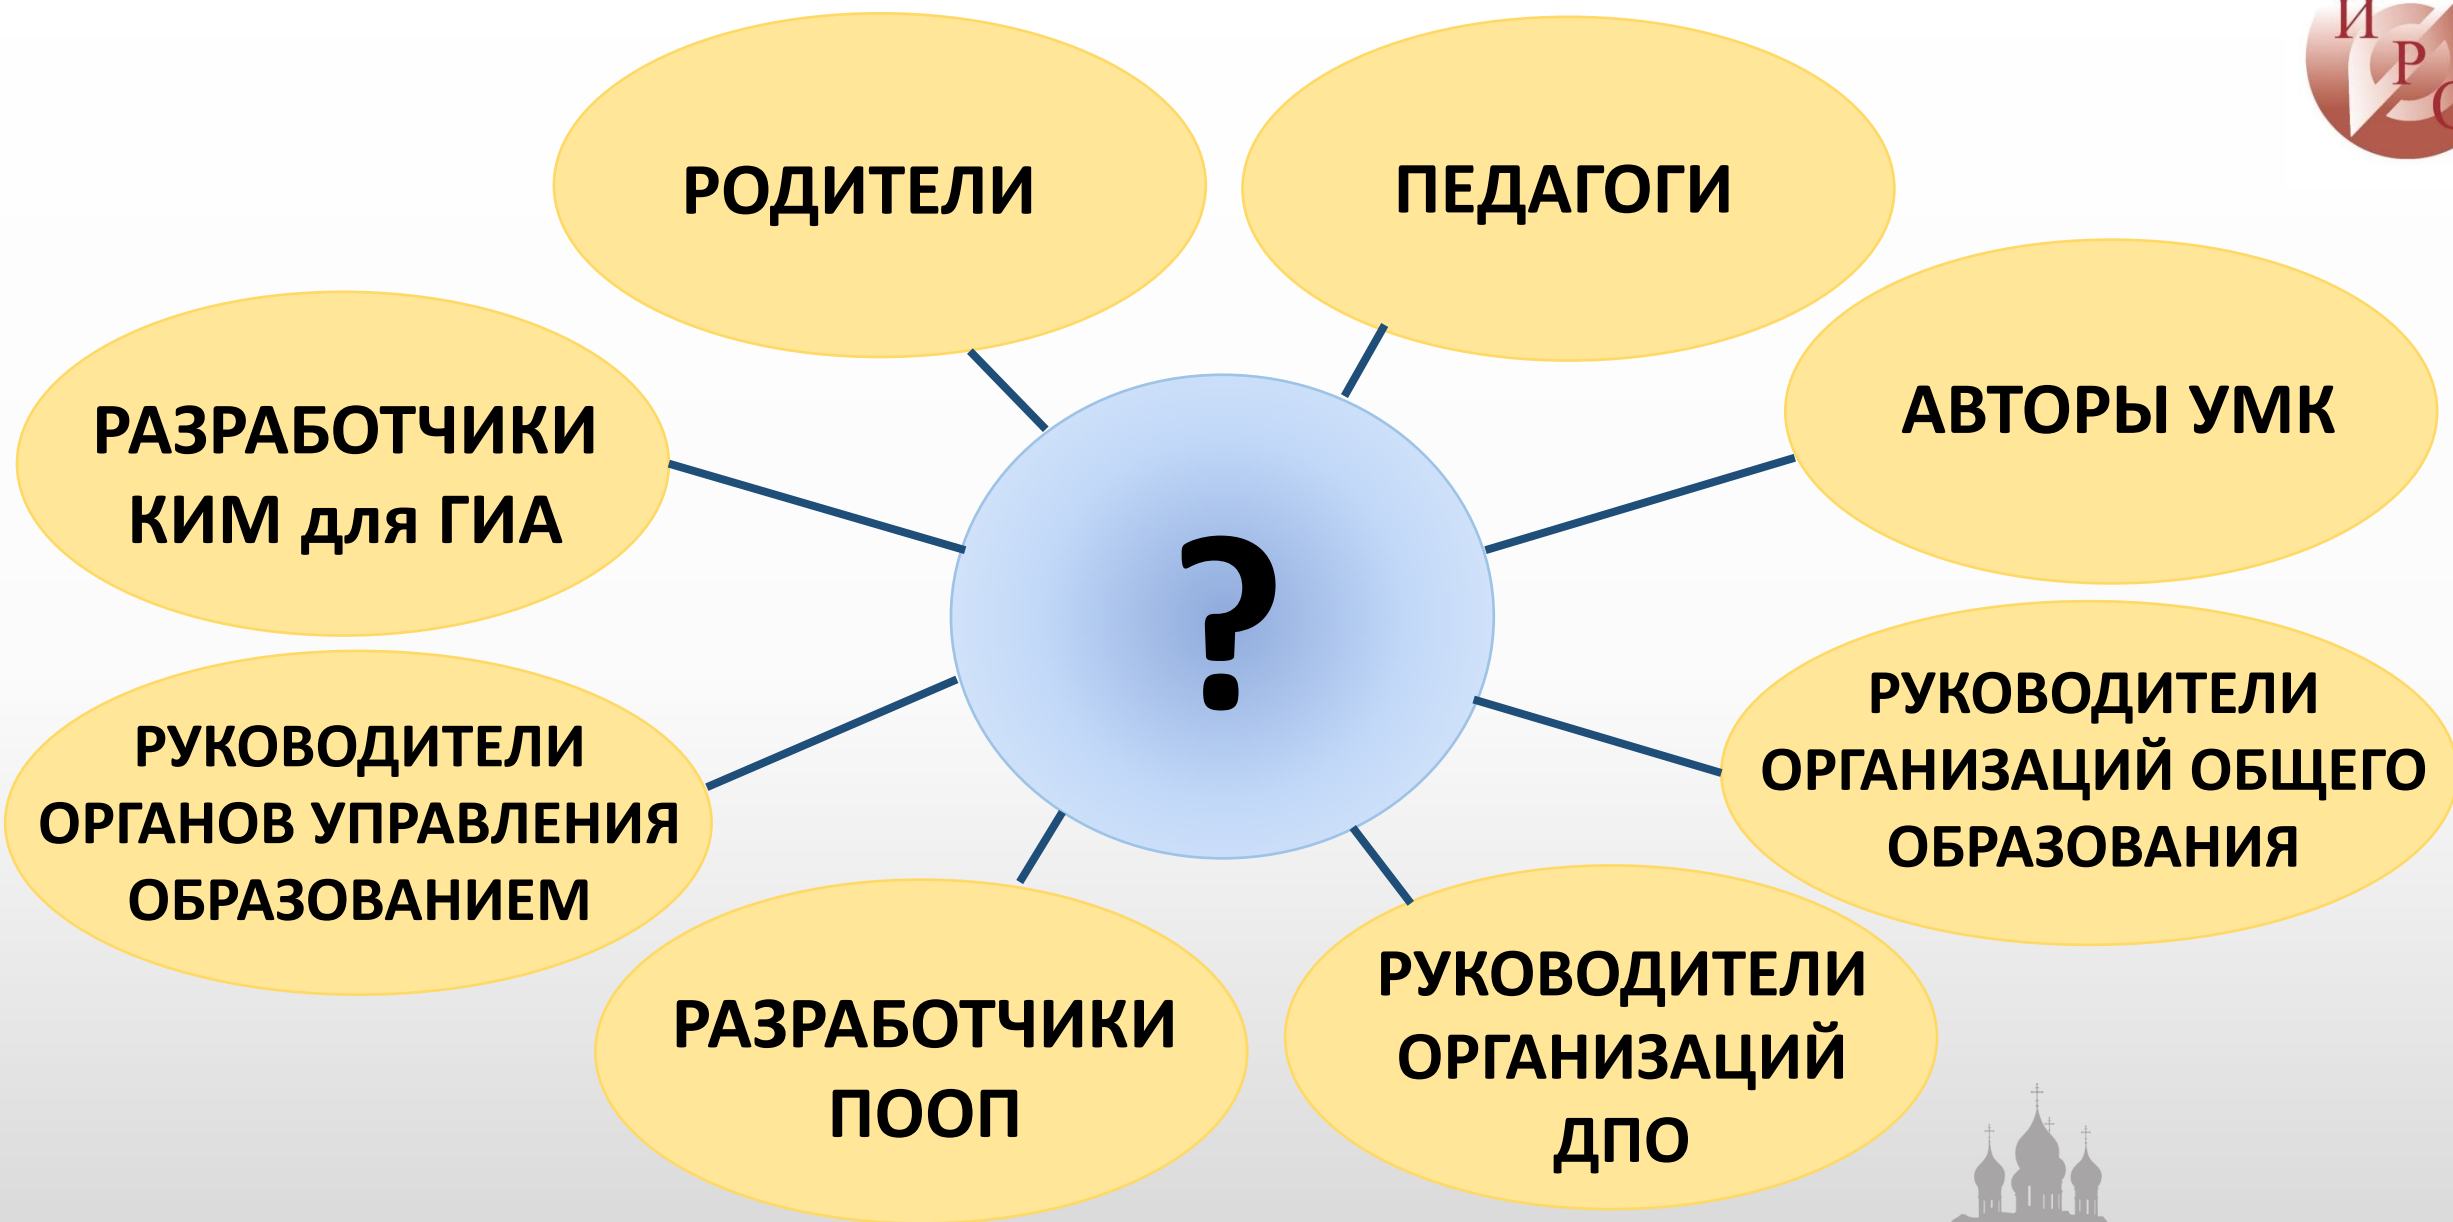 И
Р
О
РОДИТЕЛИ
ПЕДАГОГИ
РАЗРАБОТЧИКИ
КИМ для ГИА
АВТОРЫ УМК
?
РУКОВОДИТЕЛИ
ОРГАНОВ УПРАВЛЕНИЯ
ОБРАЗОВАНИЕМ
РУКОВОДИТЕЛИ
ОРГАНИЗАЦИЙ ОБЩЕГО
ОБРАЗОВАНИЯ
РАЗРАБОТЧИКИ
ПООП
РУКОВОДИТЕЛИ
ОРГАНИЗАЦИЙ
ДПО